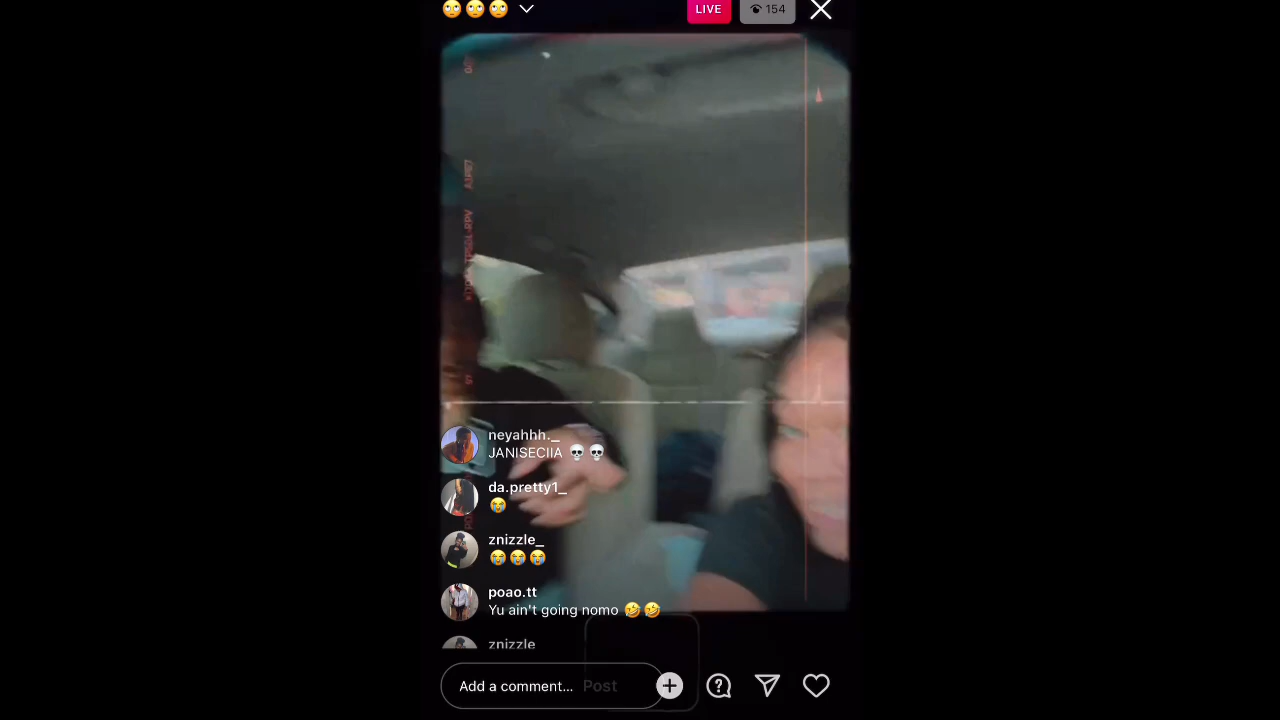 🙄🙄🙄
LIVE
154
neyahhh._
JANISECIIA 💀💀
da.pretty1_
😭
znizzle_
😭😭😭
poao.tt
Yu ain't going nomo 🤣🤣
znizzle
Add a comment...
Post